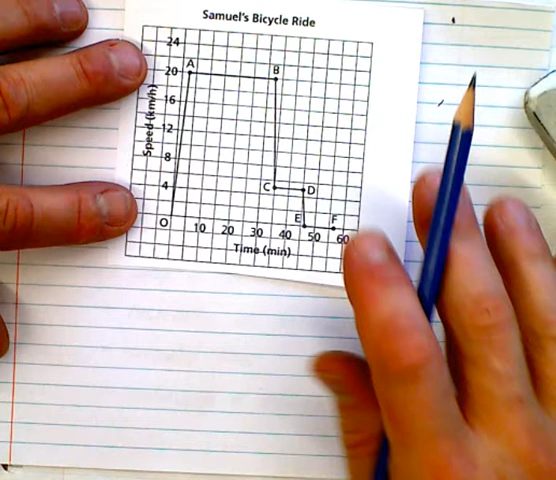 Samuel's Bicycle Ride
24
20
16
12
8
4
Speed (km/h)
A
B
C
D
E
F
O
10 20 30 40 50 60
Time (min)